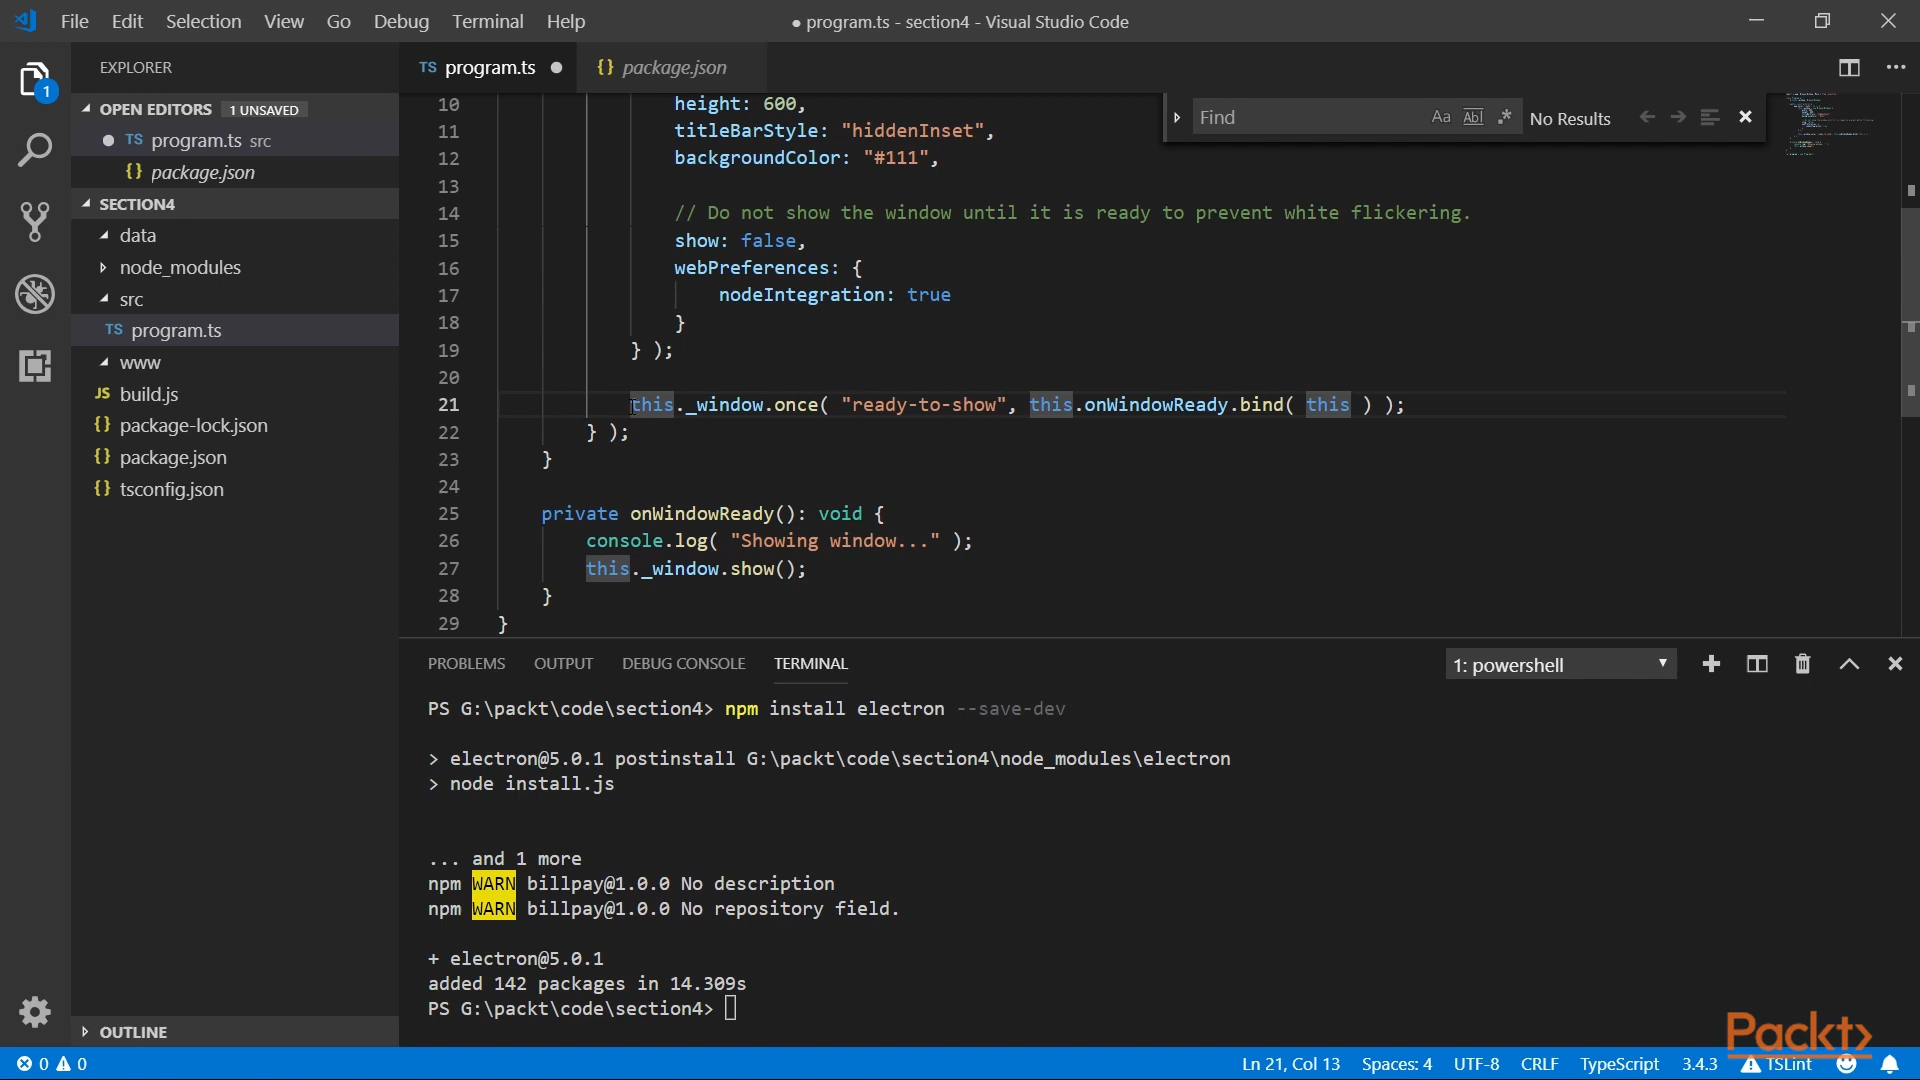 File Edit Selection View Go Debug Terminal Help
● program.ts - section4 - Visual Studio Code
EXPLORER
1
OPEN EDITORS 1 UNSAVED
TS program.ts src
{} package.json
SECTION4
data
node_modules
src
TS program.ts
www
JS build.js
{} package-lock.json
{} package.json
{} tsconfig.json
OUTLINE
TS program.ts ●
{} package.json
Find Aa Abl .* No Results
10 height: 600,
11 titleBarStyle: "hiddenInset",
12 backgroundColor: "#111",
13
14 // Do not show the window until it is ready to prevent white flickering.
15 show: false,
16 webPreferences: {
17 nodeIntegration: true
18 }
19 } );
20
21 this._window.once( "ready-to-show", this.onWindowReady.bind( this ) );
22 } );
23 }
24
25 private onWindowReady(): void {
26 console.log( "Showing window..." );
27 this._window.show();
28 }
29 }
PROBLEMS OUTPUT DEBUG CONSOLE TERMINAL
1: powershell
PS G:\packt\code\section4> npm install electron --save-dev
> electron@5.0.1 postinstall G:\packt\code\section4\node_modules\electron
> node install.js
... and 1 more
npm WARN billpay@1.0.0 No description
npm WARN billpay@1.0.0 No repository field.
+ electron@5.0.1
added 142 packages in 14.309s
PS G:\packt\code\section4>
Packt>
0 0
Ln 21, Col 13 Spaces: 4 UTF-8 CRLF TypeScript 3.4.3 TSLint